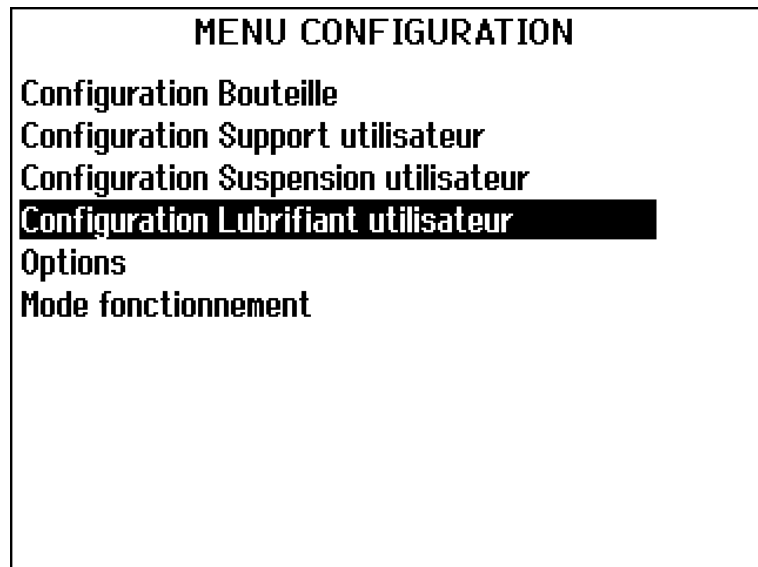 MENU CONFIGURATION
Configuration Bouteille
Configuration Support utilisateur
Configuration Suspension utilisateur
Configuration Lubrifiant utilisateur
Options
Mode fonctionnement